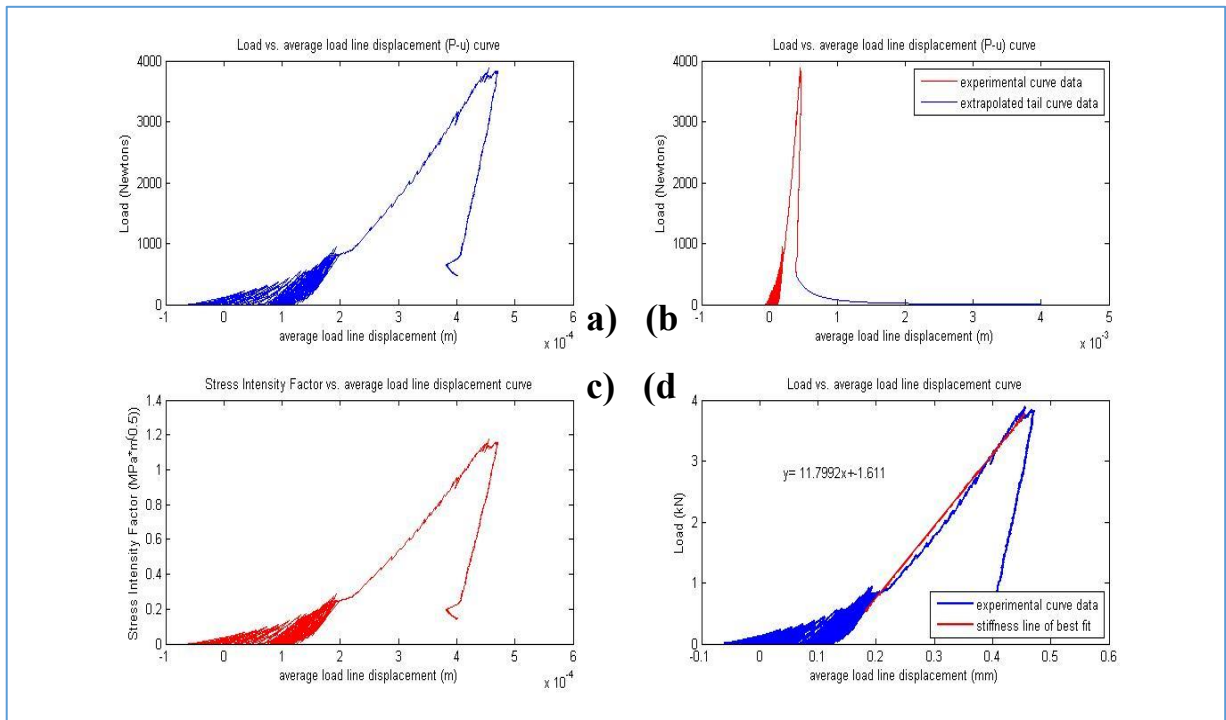 Load vs. average load line displacement (P-u) curve
4000
3000
2000
1000
0
Load (Newtons)
-1 0 1 2 3 4 5 6
average load line displacement (m)
x 10^-4
a)
Load vs. average load line displacement (P-u) curve
experimental curve data
extrapolated tail curve data
4000
3000
2000
1000
0
Load (Newtons)
-1 0 1 2 3 4 5
average load line displacement (m)
x 10^-3
(b
Stress Intensity Factor vs. average load line displacement curve
1.4
1.2
1
0.8
0.6
0.4
0.2
0
Stress Intensity Factor (MPa*m^(0.5))
-1 0 1 2 3 4 5 6
average load line displacement (m)
x 10^-4
c)
Load vs. average load line displacement curve
4
3
2
1
0
Load (kN)
y= 11.7992x+-1.611
experimental curve data
stiffness line of best fit
-0.1 0 0.1 0.2 0.3 0.4 0.5 0.6
average load line displacement (mm)
(d